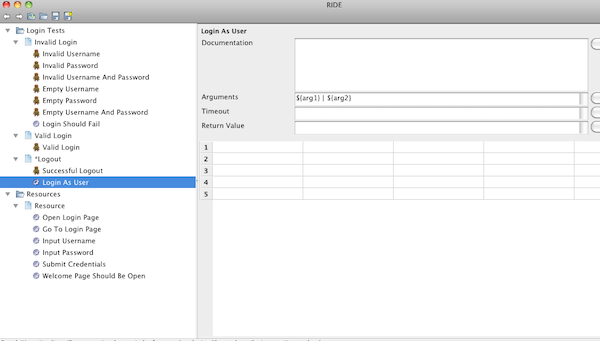 RIDE
Login Tests
Invalid Login
Invalid Username
Invalid Password
Invalid Username And Password
Empty Username
Empty Password
Empty Username And Password
Login Should Fail
Valid Login
Valid Login
*Logout
Successful Logout
Login As User
Resources
Resource
Open Login Page
Go To Login Page
Input Username
Input Password
Submit Credentials
Welcome Page Should Be Open
Login As User
Documentation
Arguments
${arg1} | ${arg2}
Timeout
Return Value
1
2
3
4
5